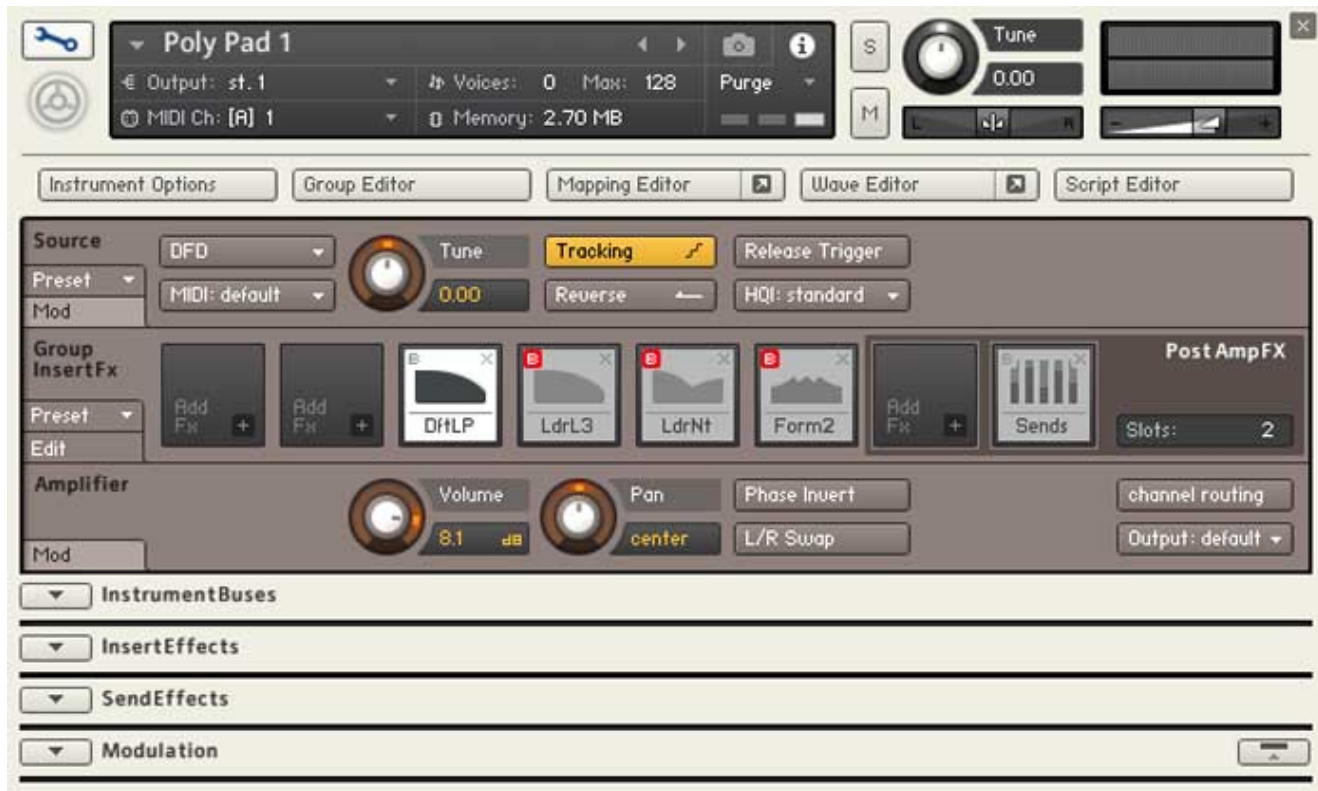 Poly Pad 1
S
Tune
Output: st. 1
Voices: 0 Max: 128
Purge
0.00
MIDI Ch: [A] 1
Memory: 2.70 MB
M
L
R
Instrument Options
Group Editor
Mapping Editor
Wave Editor
Script Editor
Source
DFD
Tune
Tracking
Release Trigger
Preset
MIDI: default
0.00
Reverse
HQI: standard
Mod
Group
InsertFx
Post AmpFX
B
B
B
B
B
Preset
Add
Fx
Add
Fx
DftLP
LdrL3
LdrNt
Form2
Add
Fx
Sends
Slots: 2
Edit
Amplifier
Volume
Pan
Phase Invert
channel routing
8.1 dB
center
L/R Swap
Output: default
Mod
InstrumentBuses
InsertEffects
SendEffects
Modulation